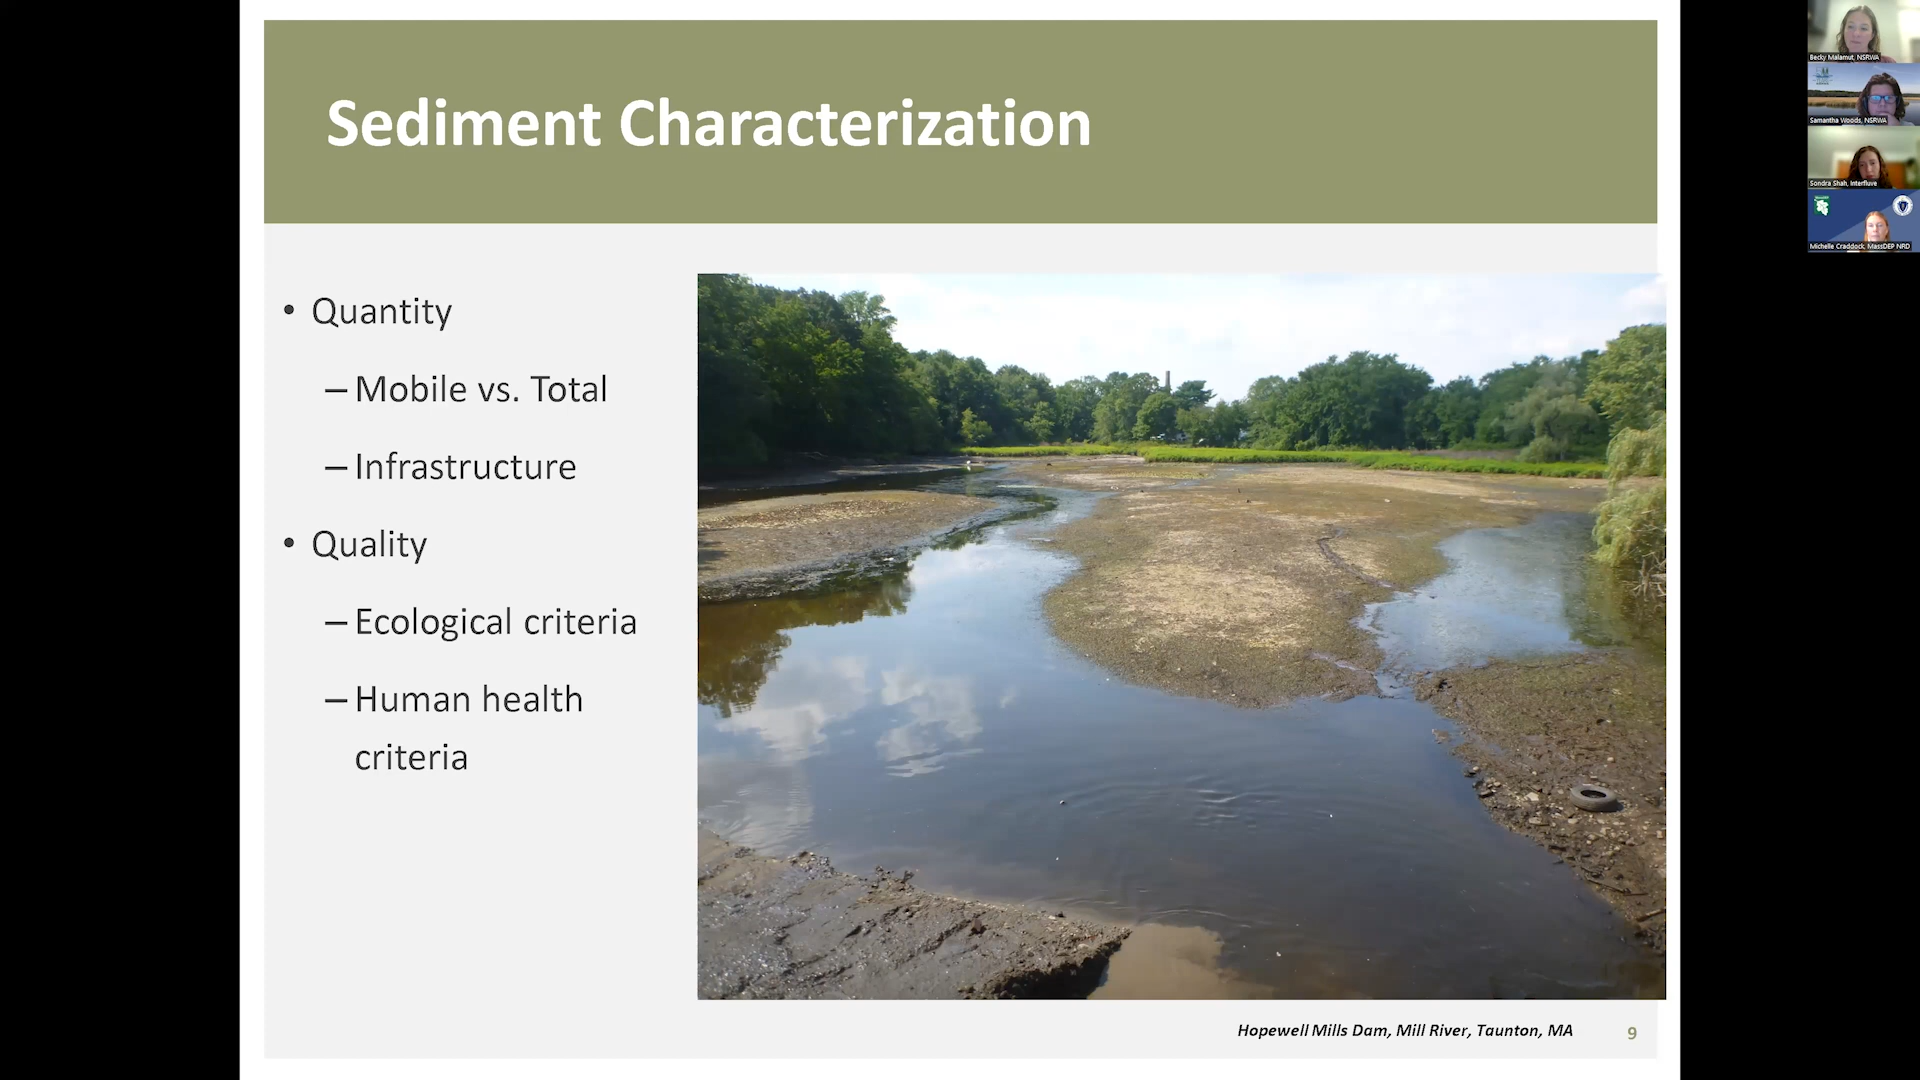 Sediment Characterization
• Quantity
– Mobile vs. Total
– Infrastructure
• Quality
– Ecological criteria
– Human health
criteria
Hopewell Mills Dam, Mill River, Taunton, MA
9
Becky Malamut, NSRWA
Samantha Woods, NSRWA
Sondra Shah, Interfluve
Michelle Craddock, MassDEP NRD